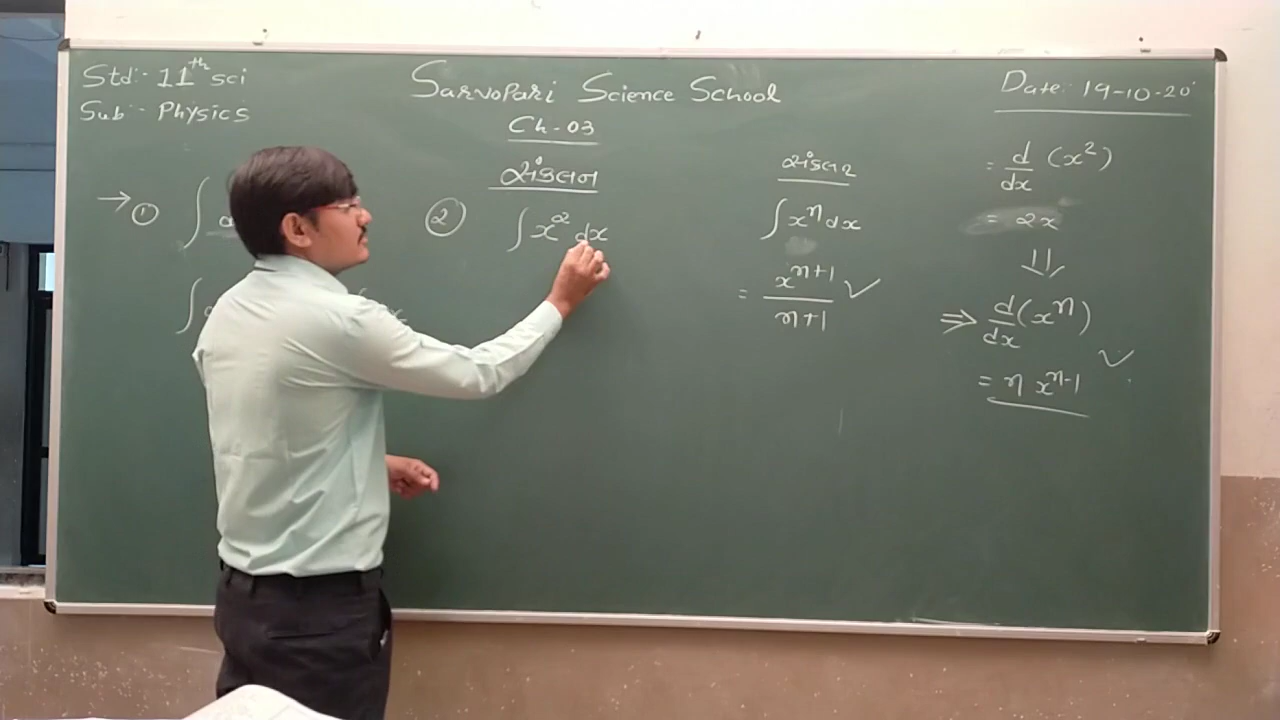 Std:- 11th sci
Sub:- Physics
Sarvopari Science School
Date:- 19-10-20
Ch-03
સંકલન
→ ① ∫
∫
② ∫ x² dx
સંકલન
∫ xⁿ dx
= xⁿ⁺¹ / n+1 ✓
= d/dx (x²)
= 2x
⇓
⇒ d/dx (xⁿ)
= n xⁿ⁻¹ ✓